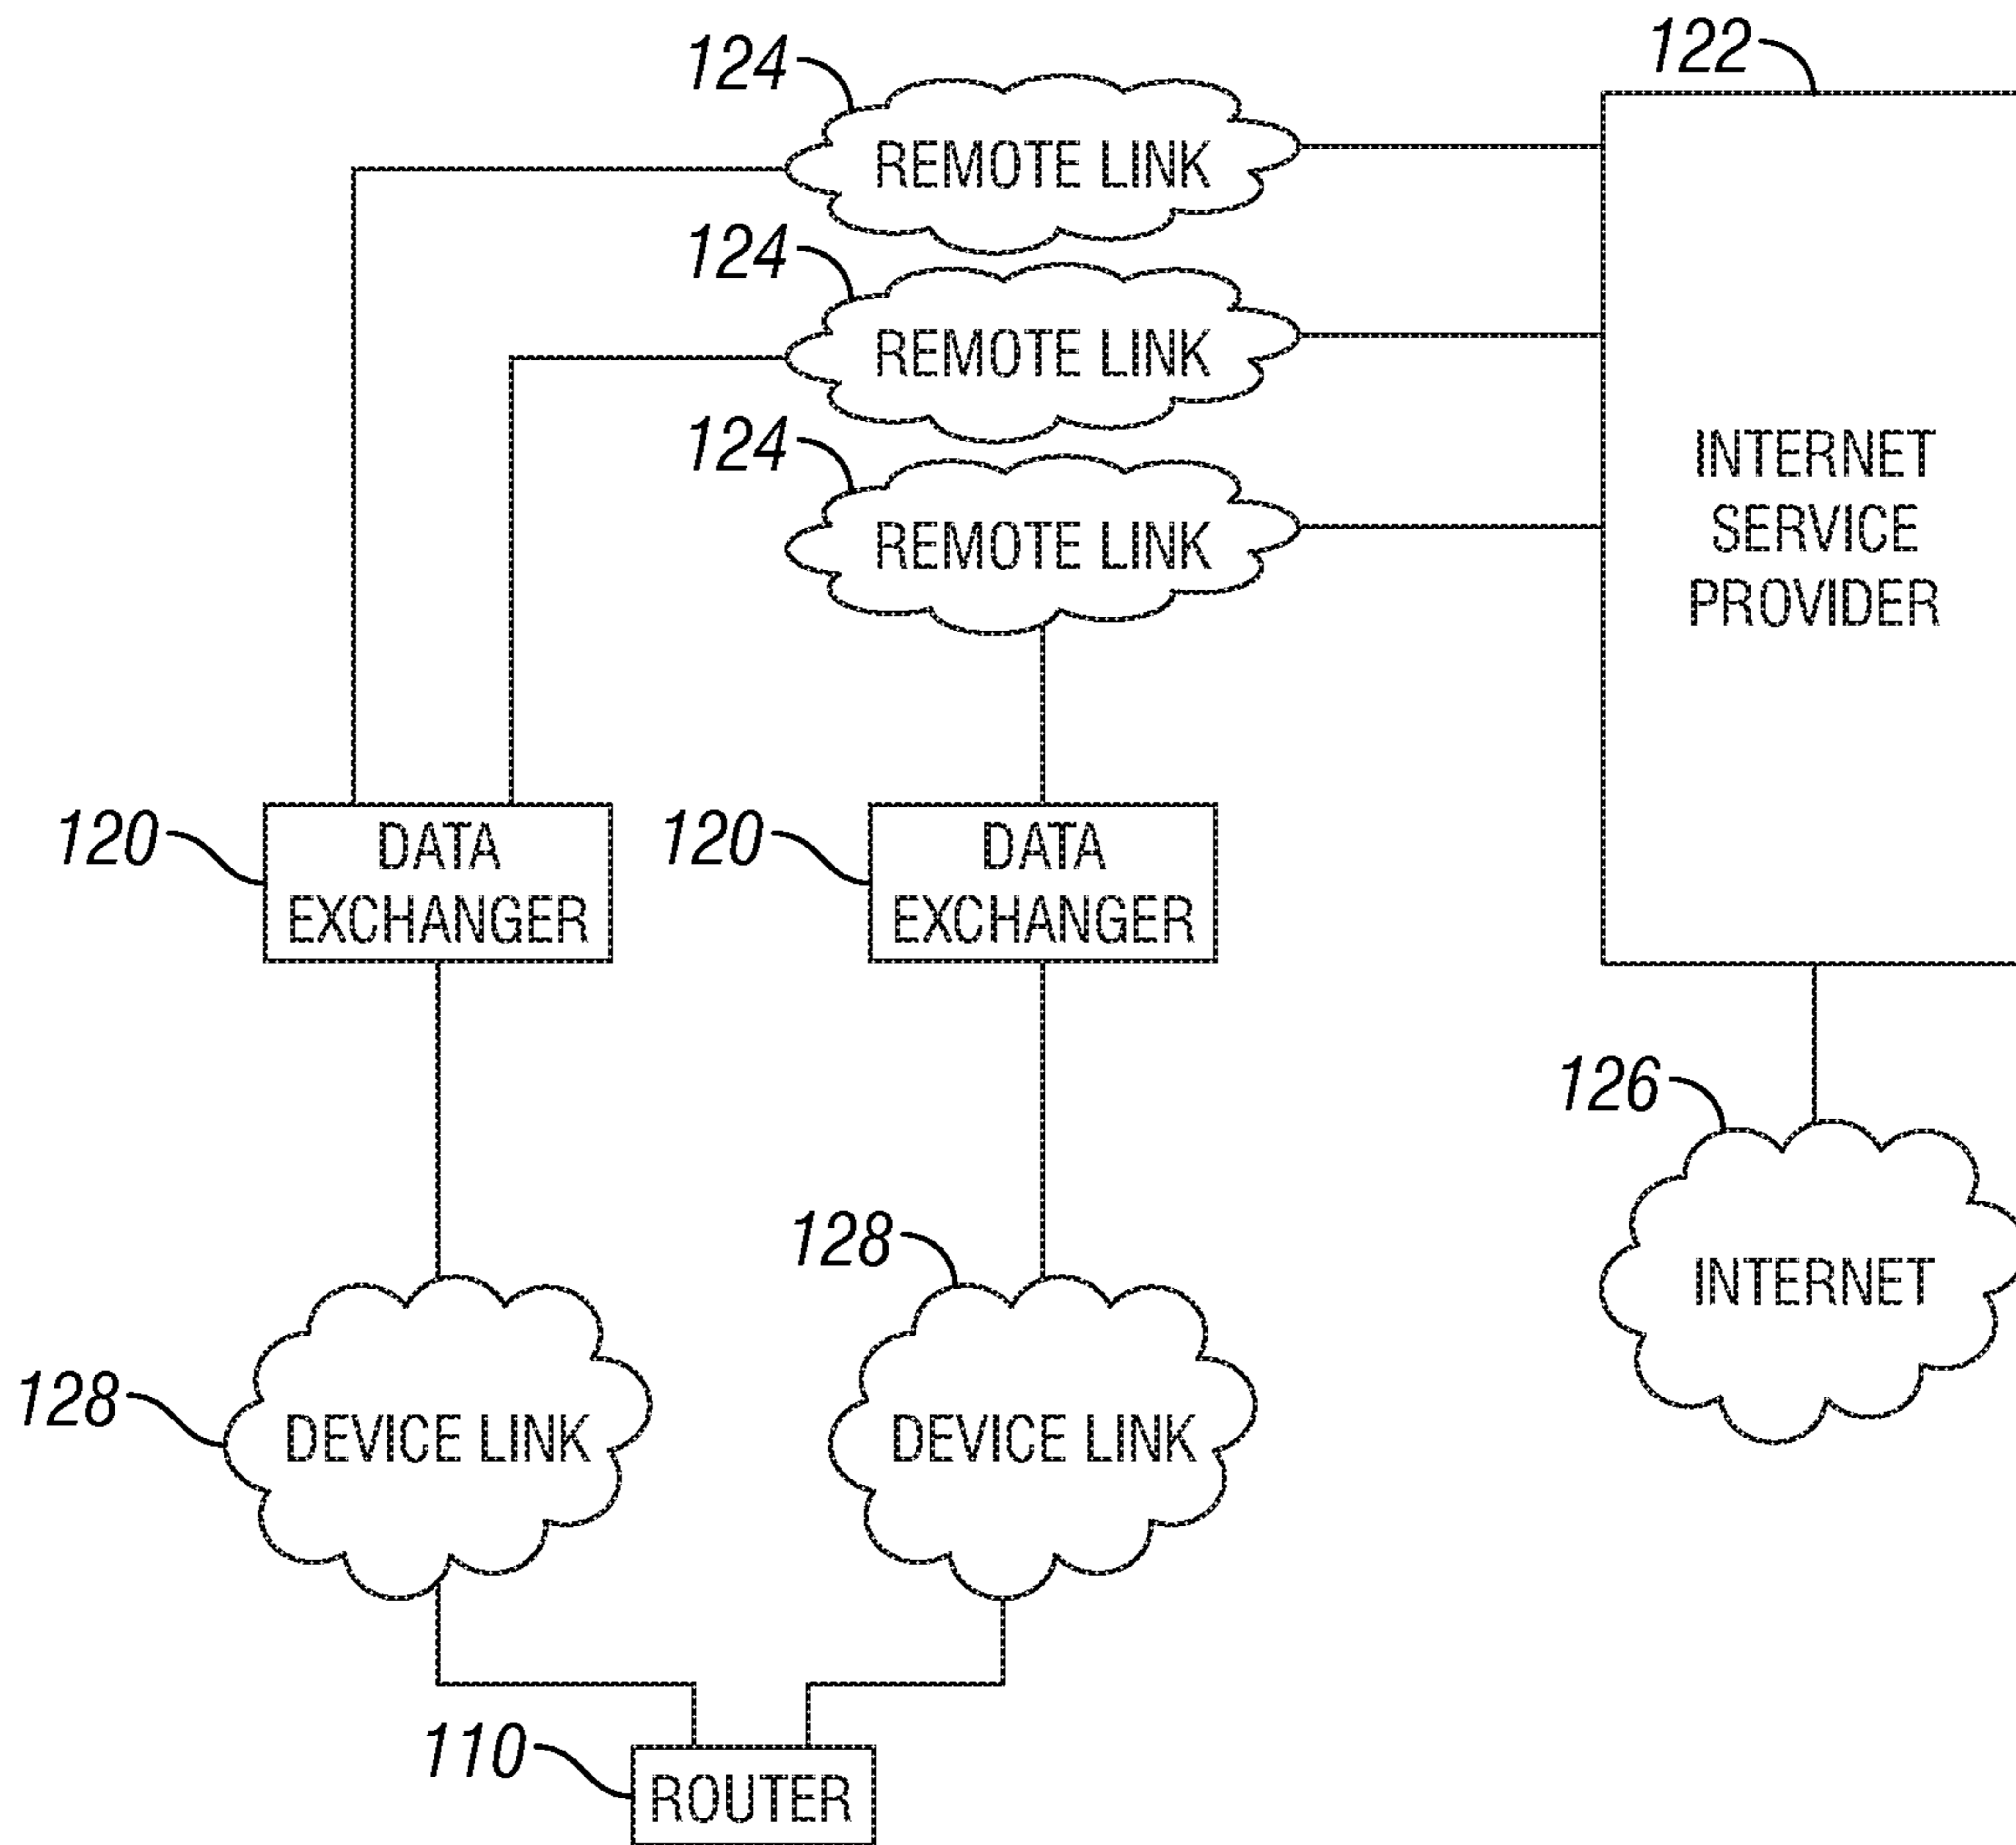 124
122
REMOTE LINK
124
REMOTE LINK
124
REMOTE LINK
INTERNET
SERVICE
PROVIDER
120
DATA
EXCHANGER
120
DATA
EXCHANGER
126
INTERNET
128
DEVICE LINK
128
DEVICE LINK
110
ROUTER